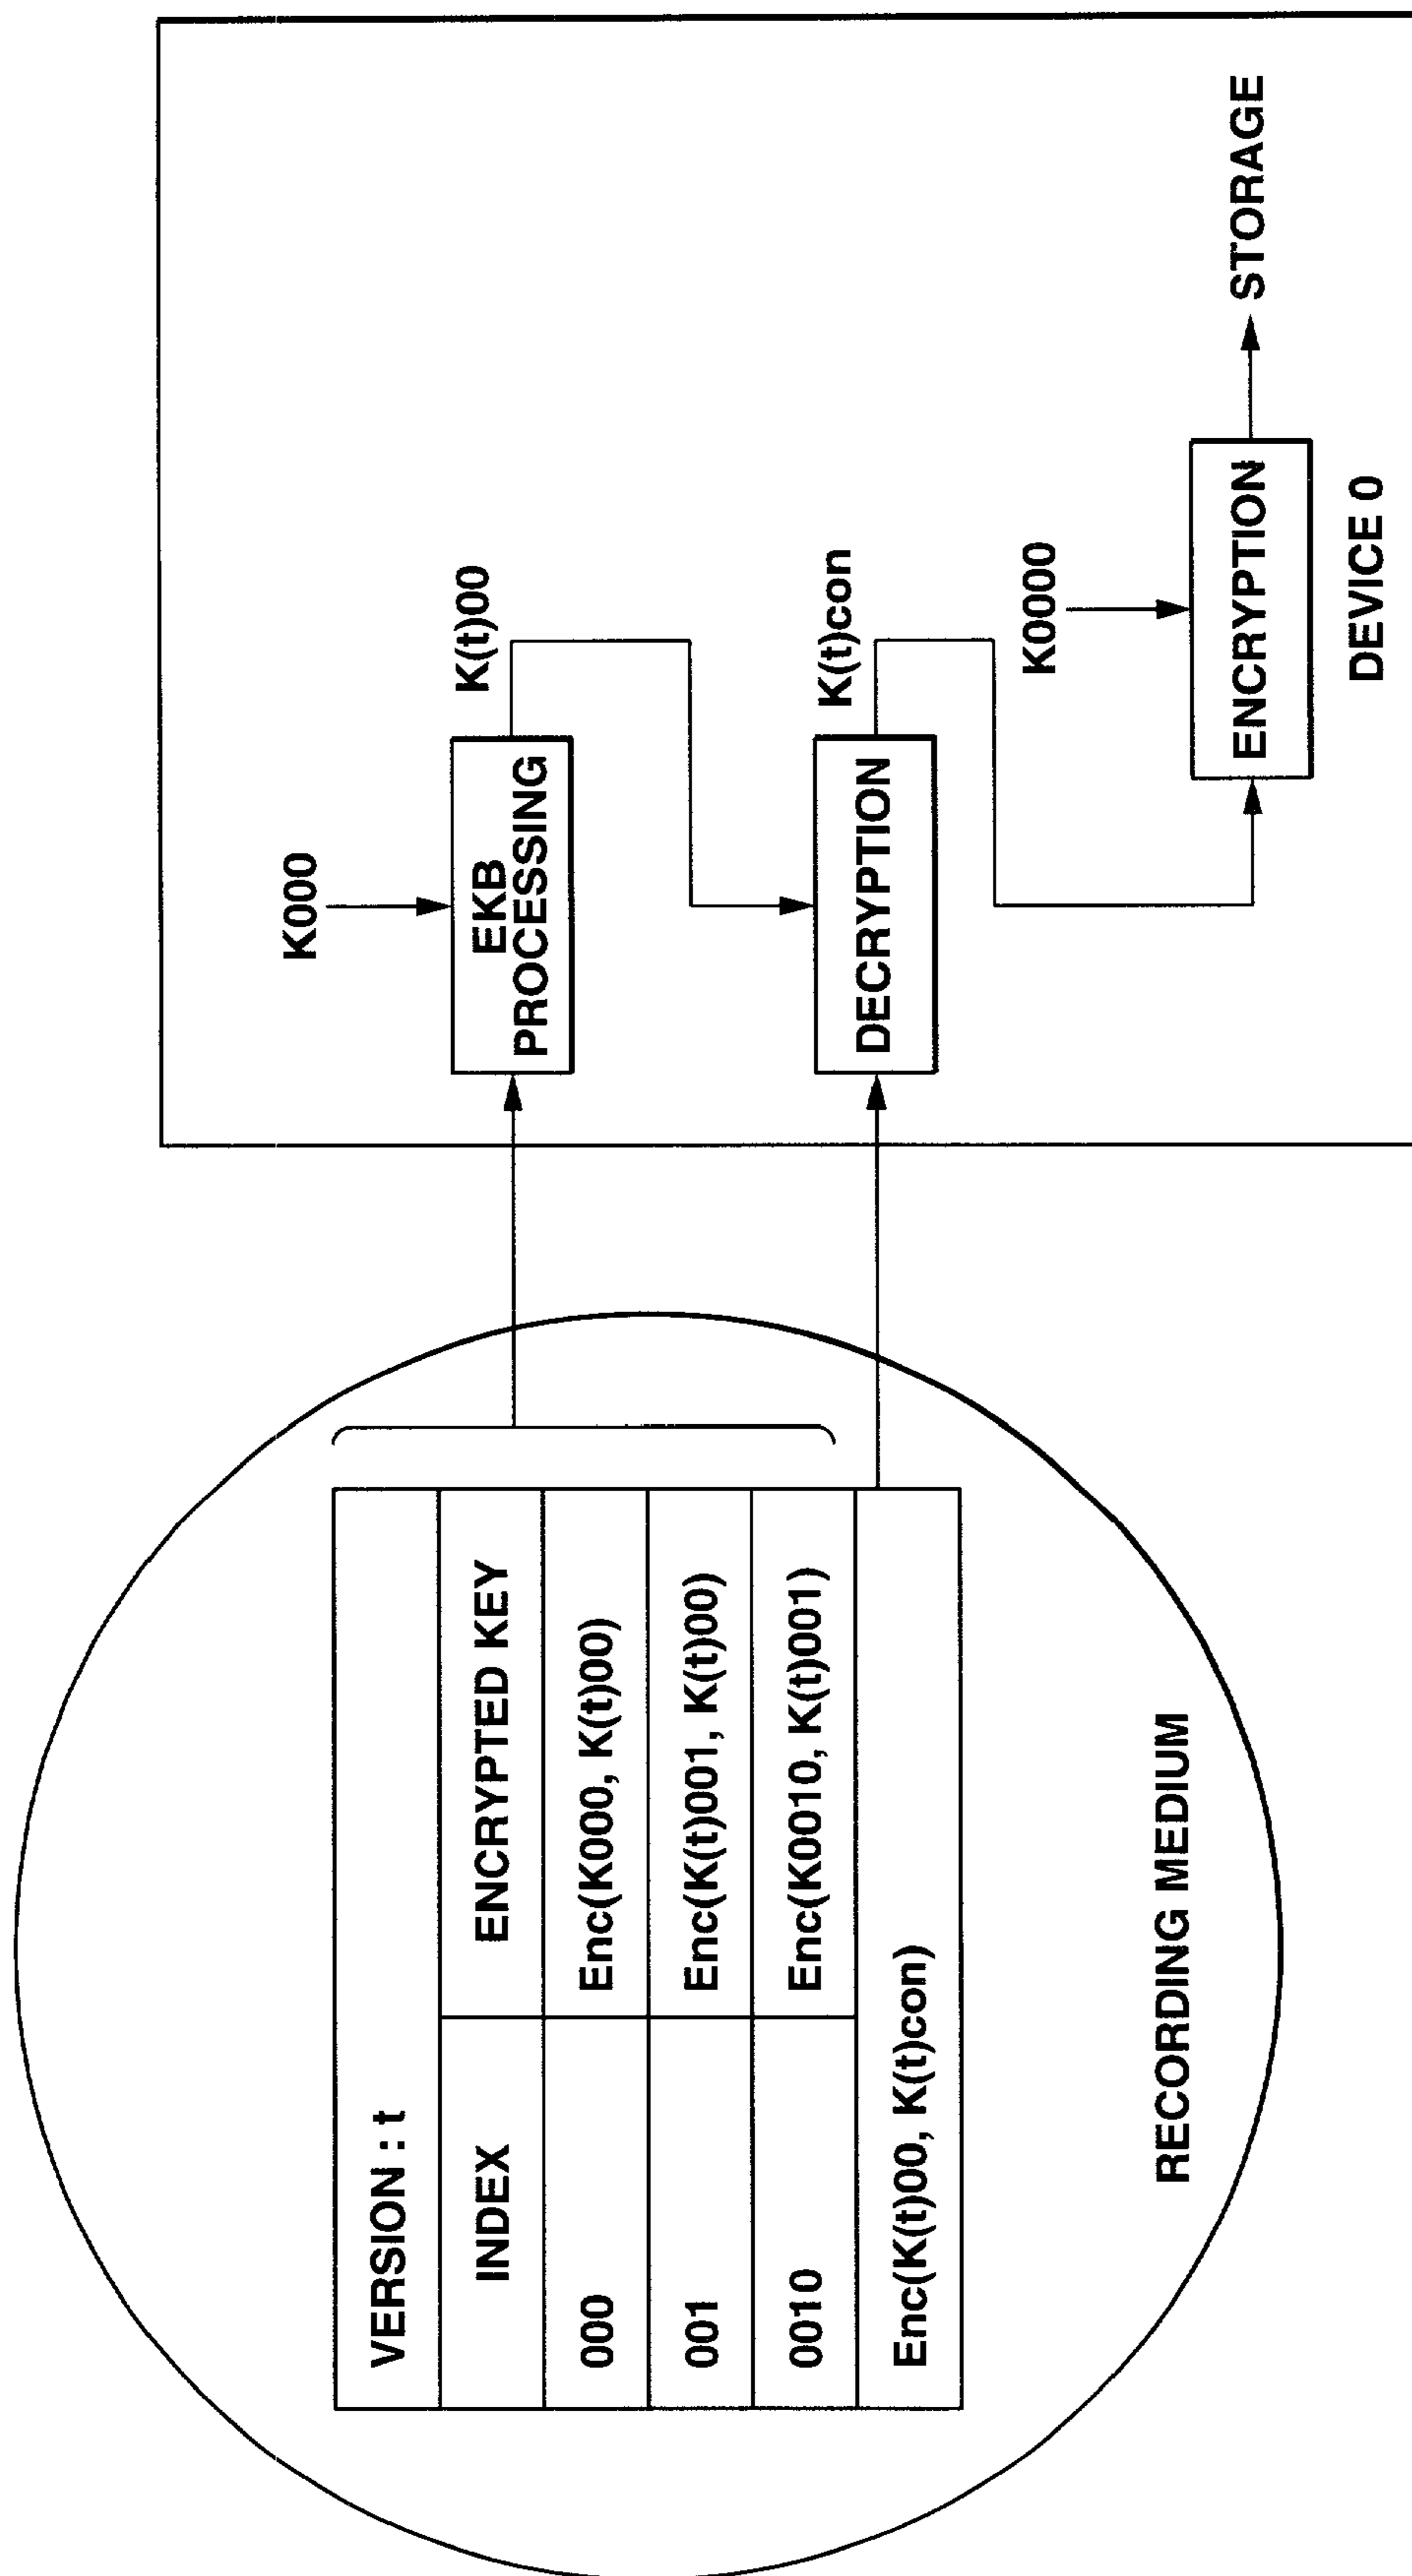 VERSION : t
INDEX
ENCRYPTED KEY
000
Enc(K000, K(t)00)
001
Enc(K(t)001, K(t)00)
0010
Enc(K0010, K(t)001)
Enc(K(t)00, K(t)con)
RECORDING MEDIUM
K000
EKB
PROCESSING
K(t)00
DECRYPTION
K(t)con
K0000
ENCRYPTION
STORAGE
DEVICE 0